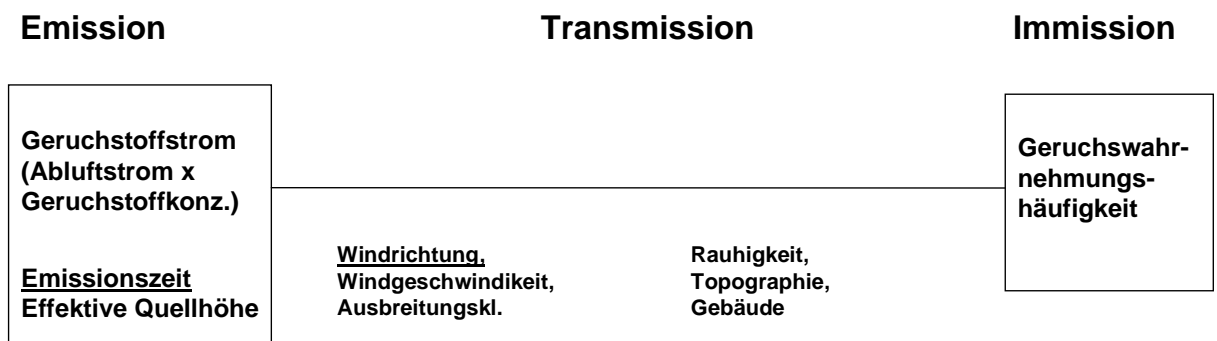 Emission Transmission Immission
Geruchstoffstrom
(Abluftstrom x
Geruchstoffkonz.)
Emissionszeit
Effektive Quellhöhe
Windrichtung,
Windgeschwindikeit,
Ausbreitungskl.
Rauhigkeit,
Topographie,
Gebäude
Geruchswahr-
nehmungs-
häufigkeit